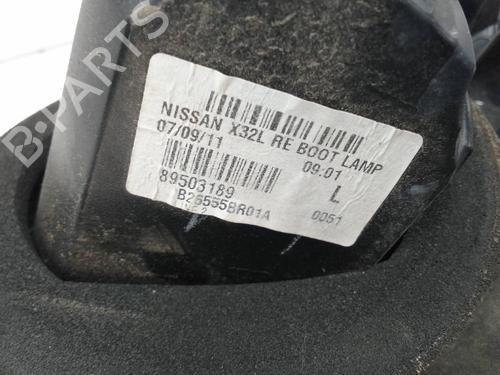 B-PARTS
NISSAN X32L RE BOOT LAMP
07/09/11 09:01
89503189 L
B26555BR01A 0051